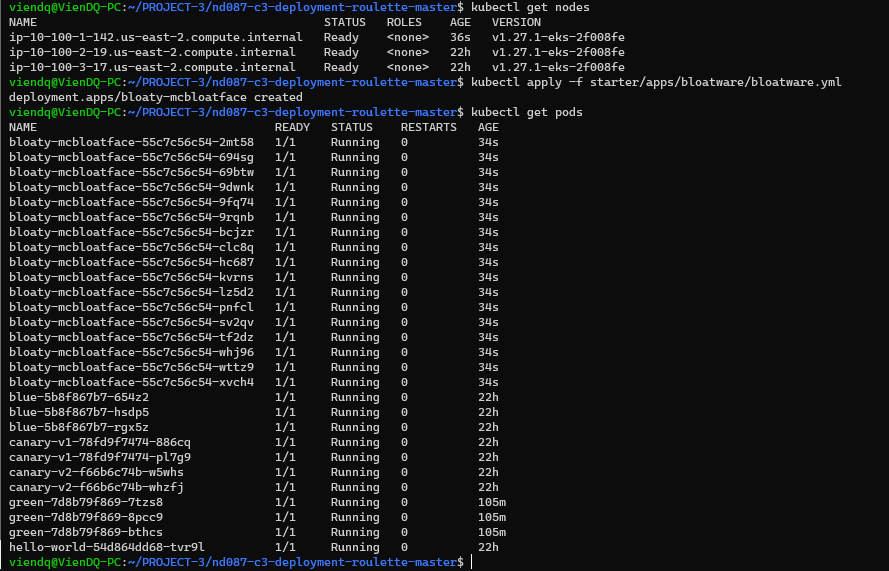 viendq@VienDQ-PC:~/PROJECT-3/nd087-c3-deployment-roulette-master$ kubectl get nodes
NAME                                       STATUS   ROLES    AGE   VERSION
ip-10-100-1-142.us-east-2.compute.internal   Ready    <none>   36s   v1.27.1-eks-2f008fe
ip-10-100-2-19.us-east-2.compute.internal    Ready    <none>   22h   v1.27.1-eks-2f008fe
ip-10-100-3-17.us-east-2.compute.internal    Ready    <none>   22h   v1.27.1-eks-2f008fe
viendq@VienDQ-PC:~/PROJECT-3/nd087-c3-deployment-roulette-master$ kubectl apply -f starter/apps/bloatware/bloatware.yml
deployment.apps/bloaty-mcbloatface created
viendq@VienDQ-PC:~/PROJECT-3/nd087-c3-deployment-roulette-master$ kubectl get pods
NAME                                  READY   STATUS    RESTARTS   AGE
bloaty-mcbloatface-55c7c56c54-2mt58   1/1     Running   0          34s
bloaty-mcbloatface-55c7c56c54-694sg   1/1     Running   0          34s
bloaty-mcbloatface-55c7c56c54-69btw   1/1     Running   0          34s
bloaty-mcbloatface-55c7c56c54-9dwnk   1/1     Running   0          34s
bloaty-mcbloatface-55c7c56c54-9fq74   1/1     Running   0          34s
bloaty-mcbloatface-55c7c56c54-9rqnb   1/1     Running   0          34s
bloaty-mcbloatface-55c7c56c54-bcjzr   1/1     Running   0          34s
bloaty-mcbloatface-55c7c56c54-clc8q   1/1     Running   0          34s
bloaty-mcbloatface-55c7c56c54-hc687   1/1     Running   0          34s
bloaty-mcbloatface-55c7c56c54-kvrns   1/1     Running   0          34s
bloaty-mcbloatface-55c7c56c54-lz5d2   1/1     Running   0          34s
bloaty-mcbloatface-55c7c56c54-pnfcl   1/1     Running   0          34s
bloaty-mcbloatface-55c7c56c54-sv2qv   1/1     Running   0          34s
bloaty-mcbloatface-55c7c56c54-tf2dz   1/1     Running   0          34s
bloaty-mcbloatface-55c7c56c54-whj96   1/1     Running   0          34s
bloaty-mcbloatface-55c7c56c54-wttz9   1/1     Running   0          34s
bloaty-mcbloatface-55c7c56c54-xvch4   1/1     Running   0          34s
blue-5b8f867b7-654z2                  1/1     Running   0          22h
blue-5b8f867b7-hsdp5                  1/1     Running   0          22h
blue-5b8f867b7-rgx5z                  1/1     Running   0          22h
canary-v1-78fd9f7474-886cq            1/1     Running   0          22h
canary-v1-78fd9f7474-pl7g9            1/1     Running   0          22h
canary-v2-f66b6c74b-w5whs             1/1     Running   0          22h
canary-v2-f66b6c74b-whzfj             1/1     Running   0          22h
green-7d8b79f869-7tzs8                1/1     Running   0          105m
green-7d8b79f869-8pcc9                1/1     Running   0          105m
green-7d8b79f869-bthcs                1/1     Running   0          105m
hello-world-54d864dd68-tvr9l          1/1     Running   0          22h
viendq@VienDQ-PC:~/PROJECT-3/nd087-c3-deployment-roulette-master$